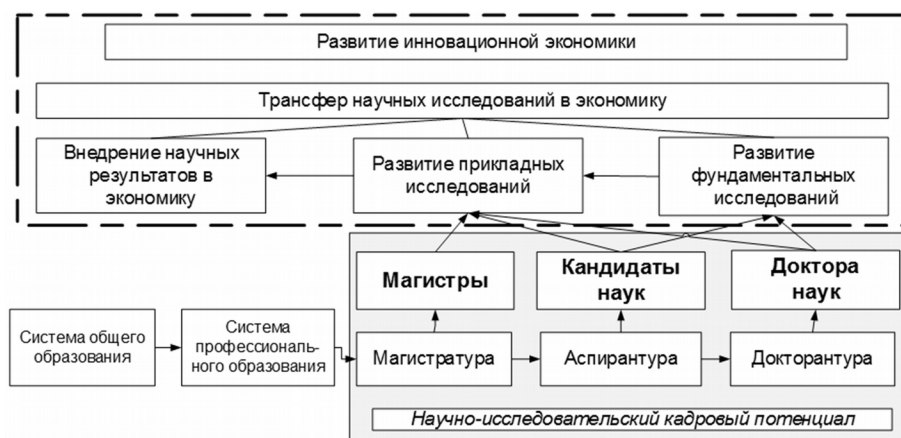 Развитие инновационной экономики
Трансфер научных исследований в экономику
Внедрение научных
результатов в
экономику
Развитие прикладных
исследований
Развитие
фундаментальных
исследований
Магистры
Кандидаты
наук
Доктора
наук
Система общего
образования
Система
профессиональ-
ного образования
Магистратура
Аспирантура
Докторантура
Научно-исследовательский кадровый потенциал